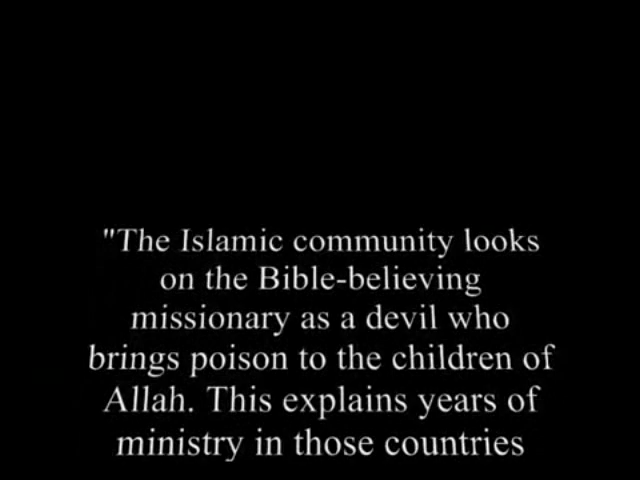 "The Islamic community looks
on the Bible-believing
missionary as a devil who
brings poison to the children of
Allah. This explains years of
ministry in those countries